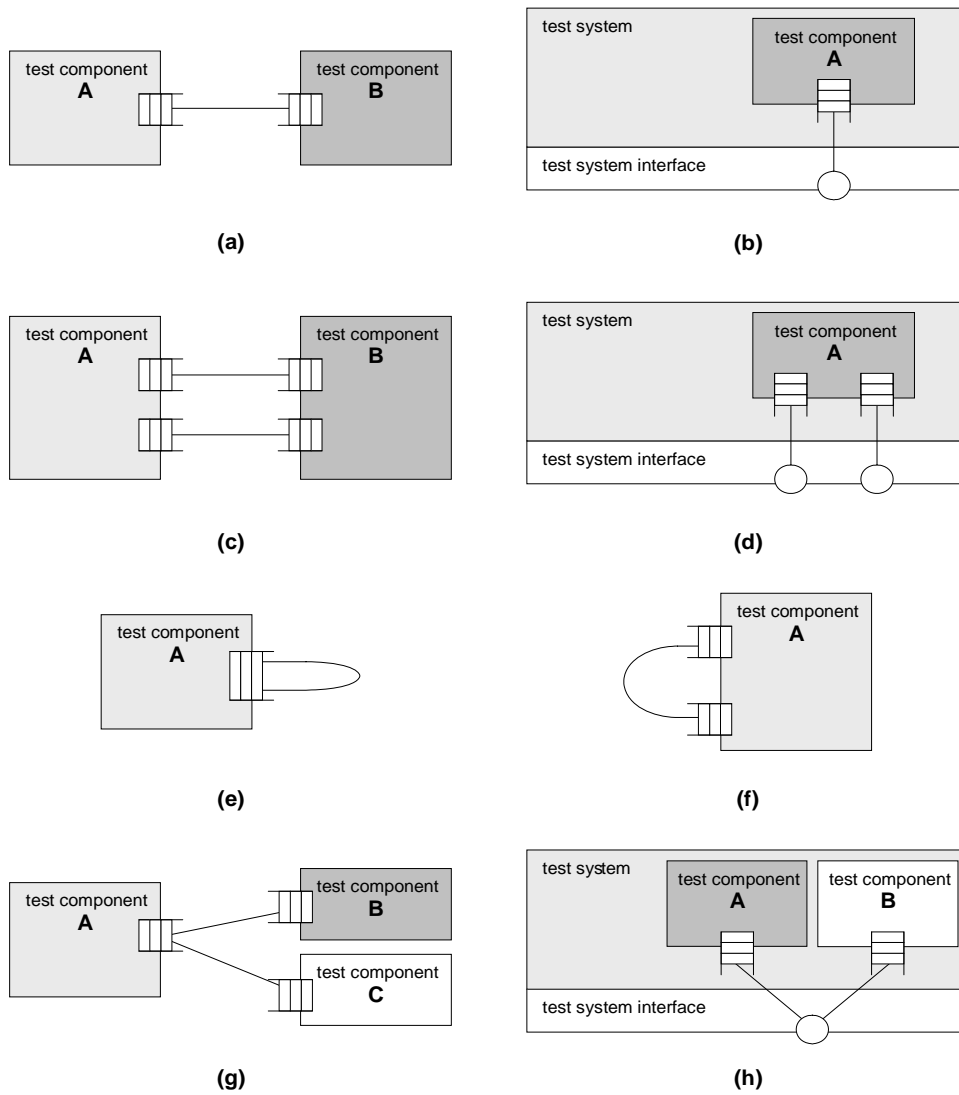 test component
A
test component
B
(a)
test system
test component
A
test system interface
(b)
test component
A
test component
B
(c)
test system
test component
A
test system interface
(d)
test component
A
(e)
test component
A
(f)
test component
A
test component
B
test component
C
(g)
test system
test component
A
test component
B
test system interface
(h)